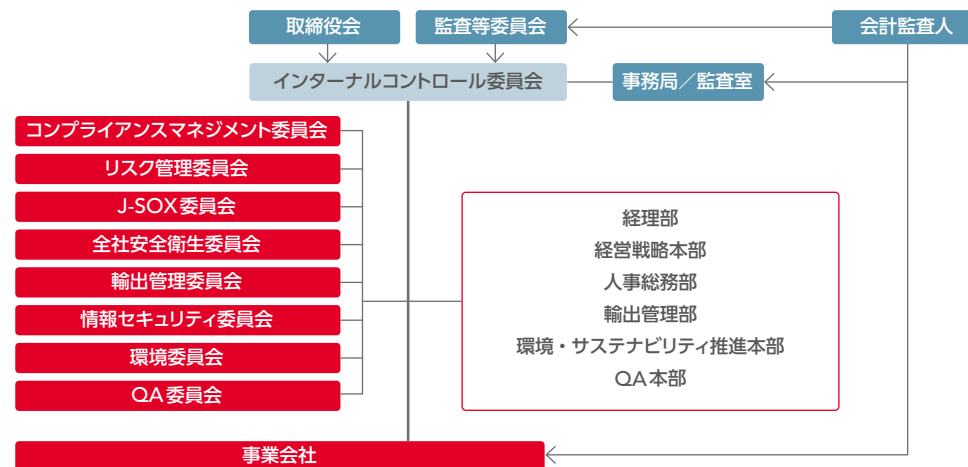 取締役会
監査等委員会
会計監査人
インターナルコントロール委員会
事務局／監査室
コンプライアンスマネジメント委員会
リスク管理委員会
J-SOX委員会
全社安全衛生委員会
輸出管理委員会
情報セキュリティ委員会
環境委員会
QA委員会
経理部
経営戦略本部
人事総務部
輸出管理部
環境・サステナビリティ推進本部
QA本部
事業会社